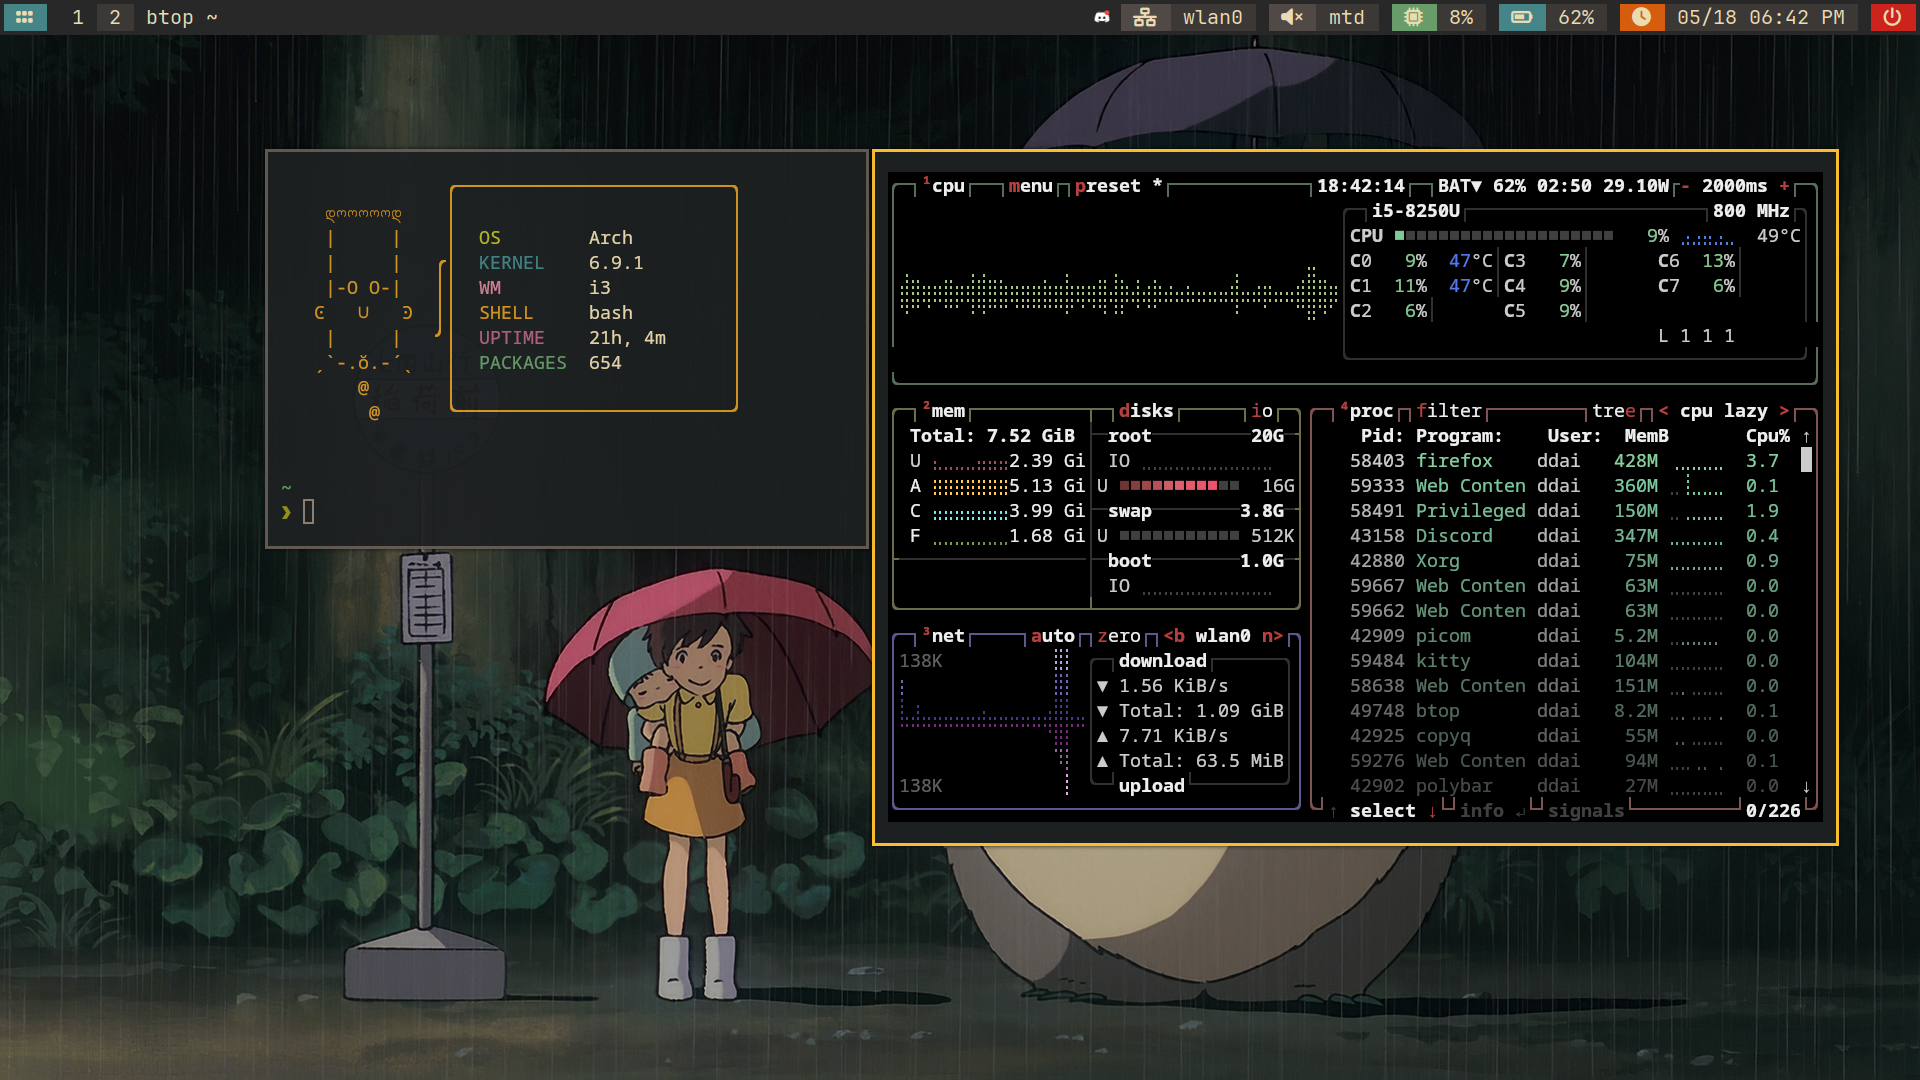 1 2 btop ~ wlan0 mtd 8% 62% 05/18 06:42 PM
OS Arch
KERNEL 6.9.1
WM i3
SHELL bash
UPTIME 21h, 4m
PACKAGES 654
~
❯
¹cpu menu preset * 18:42:14 BAT▼ 62% 02:50 29.10W - 2000ms +
i5-8250U 800 MHz
CPU 9% 49°C
C0 9% 47°C C3 7% C6 13%
C1 11% 47°C C4 9% C7 6%
C2 6% C5 9%
L 1 1 1
²mem
Total: 7.52 GiB
U 2.39 Gi
A 5.13 Gi
C 3.99 Gi
F 1.68 Gi
disks io
root 20G
IO
U 16G
swap 3.8G
U 512K
boot 1.0G
IO
³net auto zero <b wlan0 n>
138K
138K
download
▼ 1.56 KiB/s
▼ Total: 1.09 GiB
▲ 7.71 KiB/s
▲ Total: 63.5 MiB
upload
⁴proc filter tree < cpu lazy >
Pid: Program: User: MemB Cpu% ↑
58403 firefox ddai 428M 3.7
59333 Web Conten ddai 360M 0.1
58491 Privileged ddai 150M 1.9
43158 Discord ddai 347M 0.4
42880 Xorg ddai 75M 0.9
59667 Web Conten ddai 63M 0.0
59662 Web Conten ddai 63M 0.0
42909 picom ddai 5.2M 0.0
59484 kitty ddai 104M 0.0
58638 Web Conten ddai 151M 0.0
49748 btop ddai 8.2M 0.1
42925 copyq ddai 55M 0.0
59276 Web Conten ddai 94M 0.1
42902 polybar ddai 27M 0.0 ↓
↑ select ↓ info ↵ signals 0/226